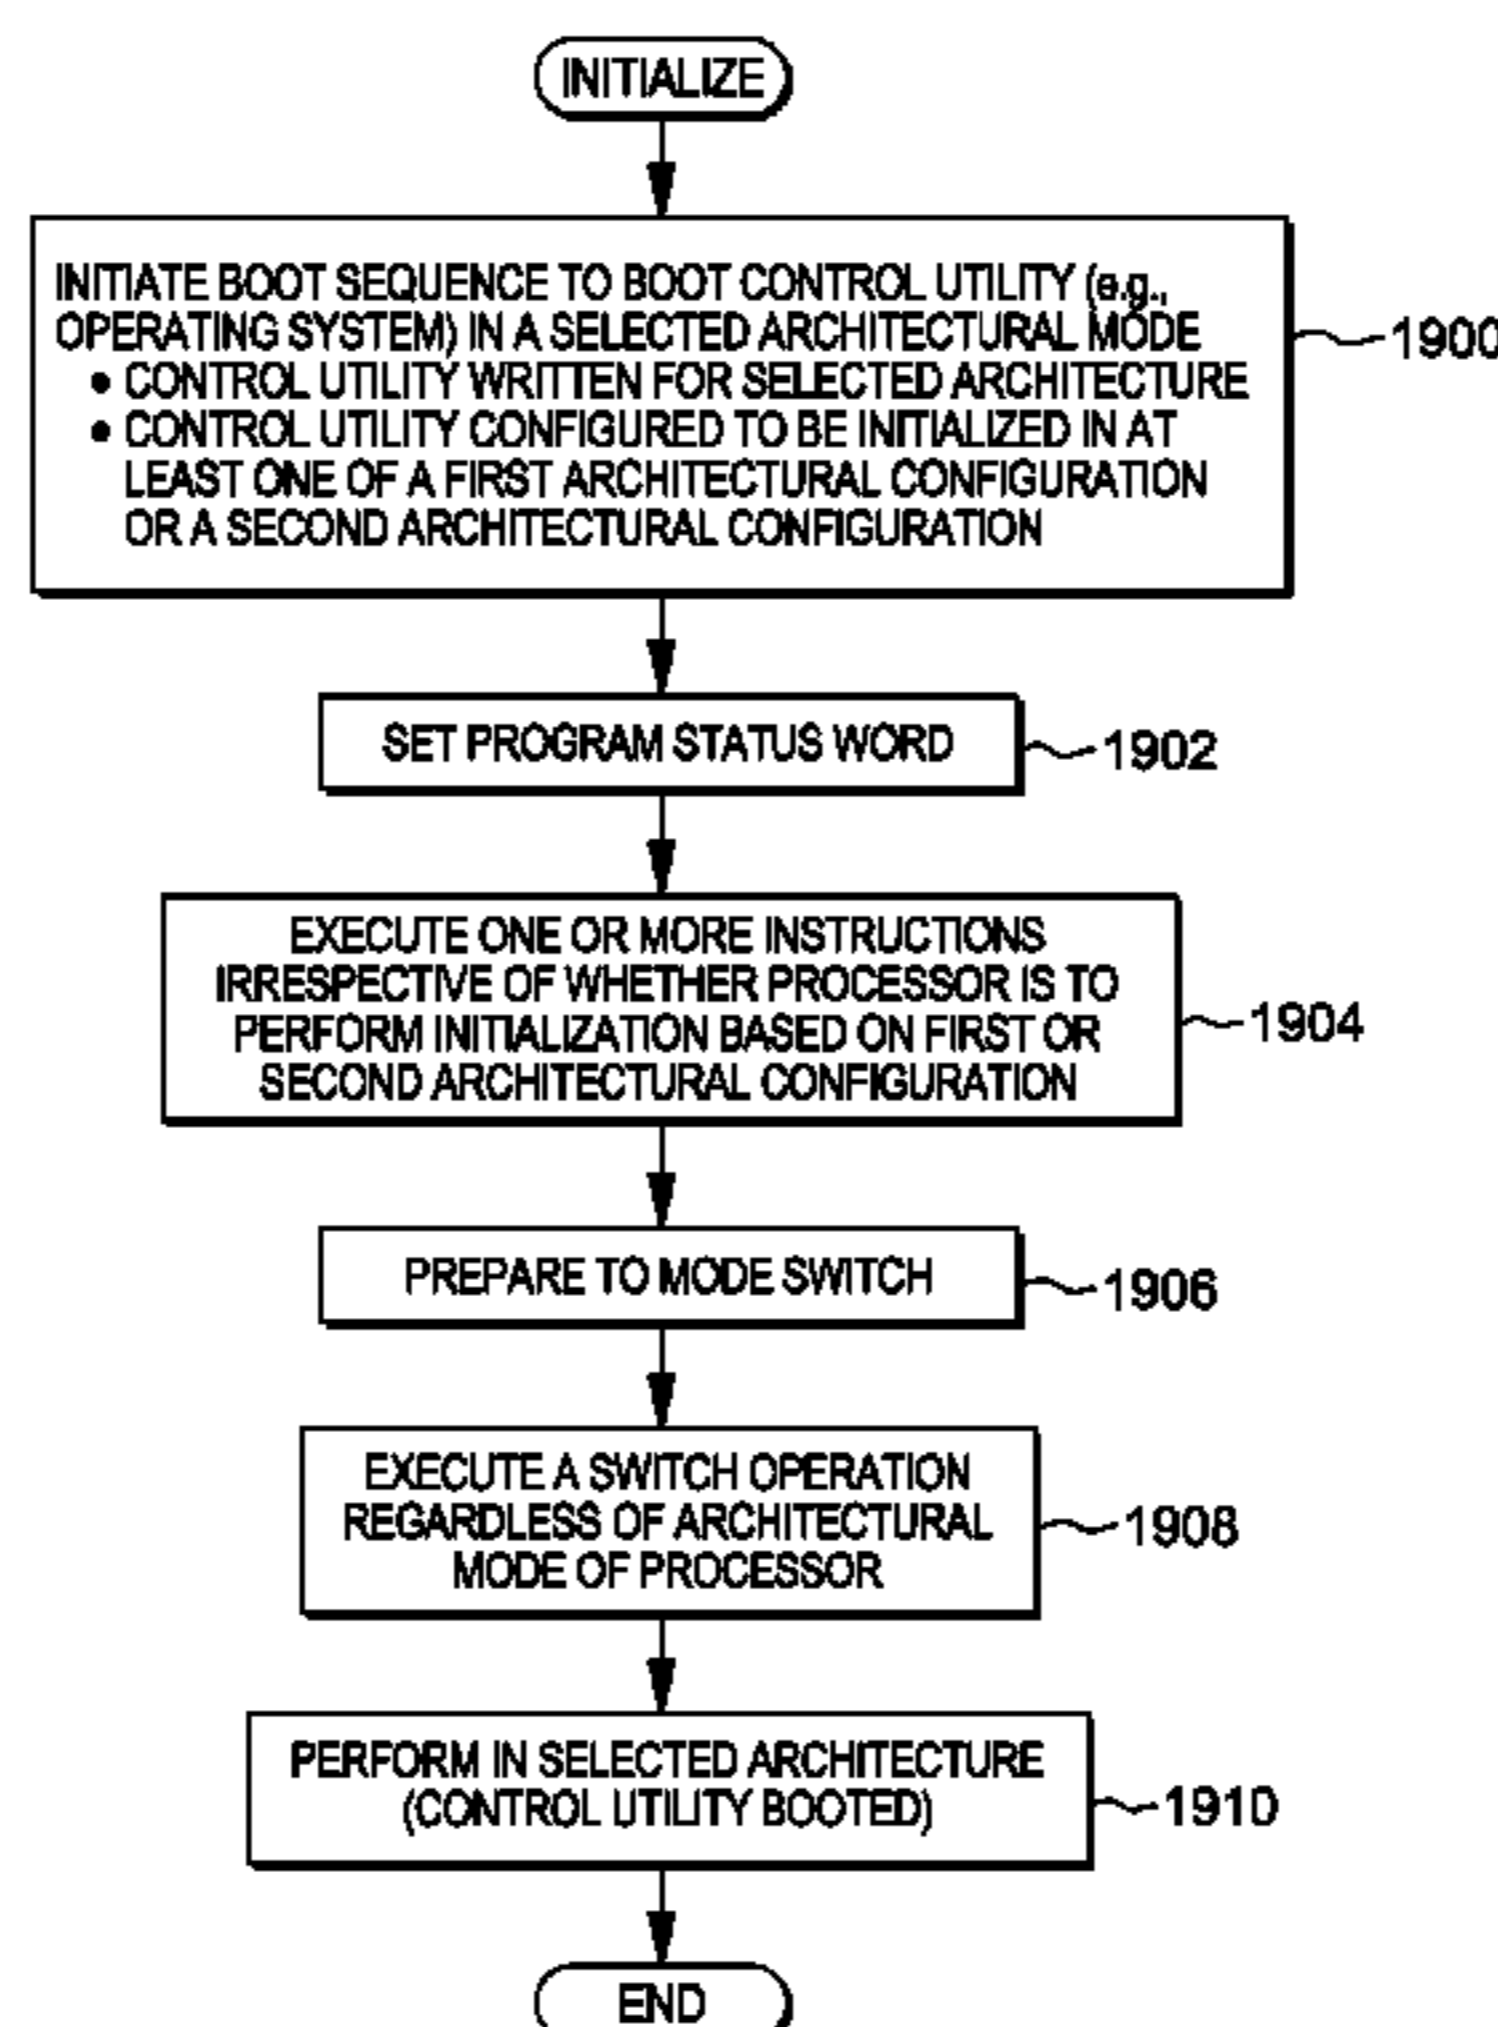 INITIALIZE
INITIATE BOOT SEQUENCE TO BOOT CONTROL UTILITY (e.g.,
OPERATING SYSTEM) IN A SELECTED ARCHITECTURAL MODE
• CONTROL UTILITY WRITTEN FOR SELECTED ARCHITECTURE
• CONTROL UTILITY CONFIGURED TO BE INITIALIZED IN AT
LEAST ONE OF A FIRST ARCHITECTURAL CONFIGURATION
OR A SECOND ARCHITECTURAL CONFIGURATION
1900
SET PROGRAM STATUS WORD
1902
EXECUTE ONE OR MORE INSTRUCTIONS
IRRESPECTIVE OF WHETHER PROCESSOR IS TO
PERFORM INITIALIZATION BASED ON FIRST OR
SECOND ARCHITECTURAL CONFIGURATION
1904
PREPARE TO MODE SWITCH
1906
EXECUTE A SWITCH OPERATION
REGARDLESS OF ARCHITECTURAL
MODE OF PROCESSOR
1908
PERFORM IN SELECTED ARCHITECTURE
(CONTROL UTILITY BOOTED)
1910
END